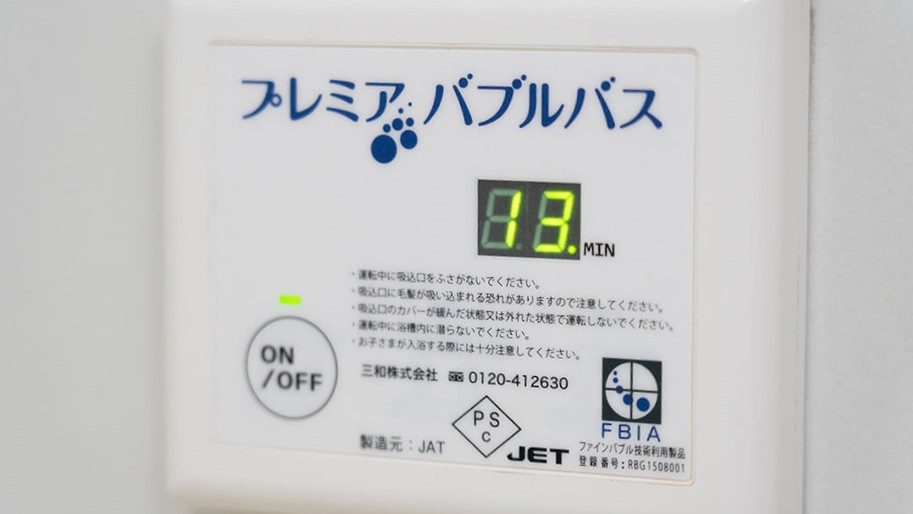 プレミアバブルバス
13.
MIN
・運転中に吸込口をふさがないでください。
・吸込口に毛髪が吸い込まれる恐れがありますので注意してください。
・吸込口のカバーが緩んだ状態又は外れた状態で運転しないでください。
・運転中に浴槽内に潜らないでください。
・お子さまが入浴する際には十分注意してください。
ON
/OFF
三和株式会社 0120-412630
PS
C
FBIA
製造元：JAT
JET
ファインバブル技術利用製品
登録番号：RBG1508001